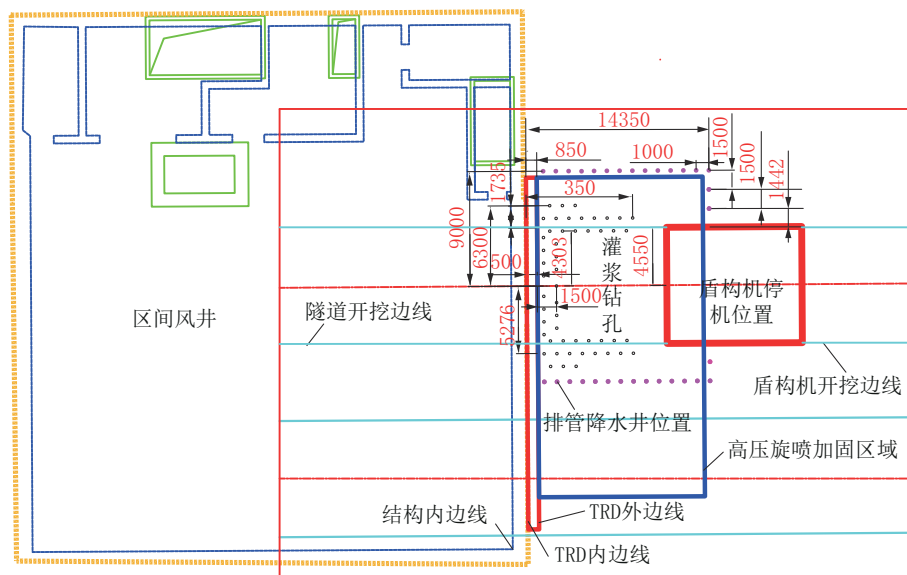 14350
1500
850
1000
1500
1442
350
1735
9000
6300
500
4303
4550
灌
浆
钻
孔
1500
5276
盾构机停
机位置
区间风井
隧道开挖边线
盾构机开挖边线
排管降水井位置
高压旋喷加固区域
结构内边线
TRD外边线
TRD内边线